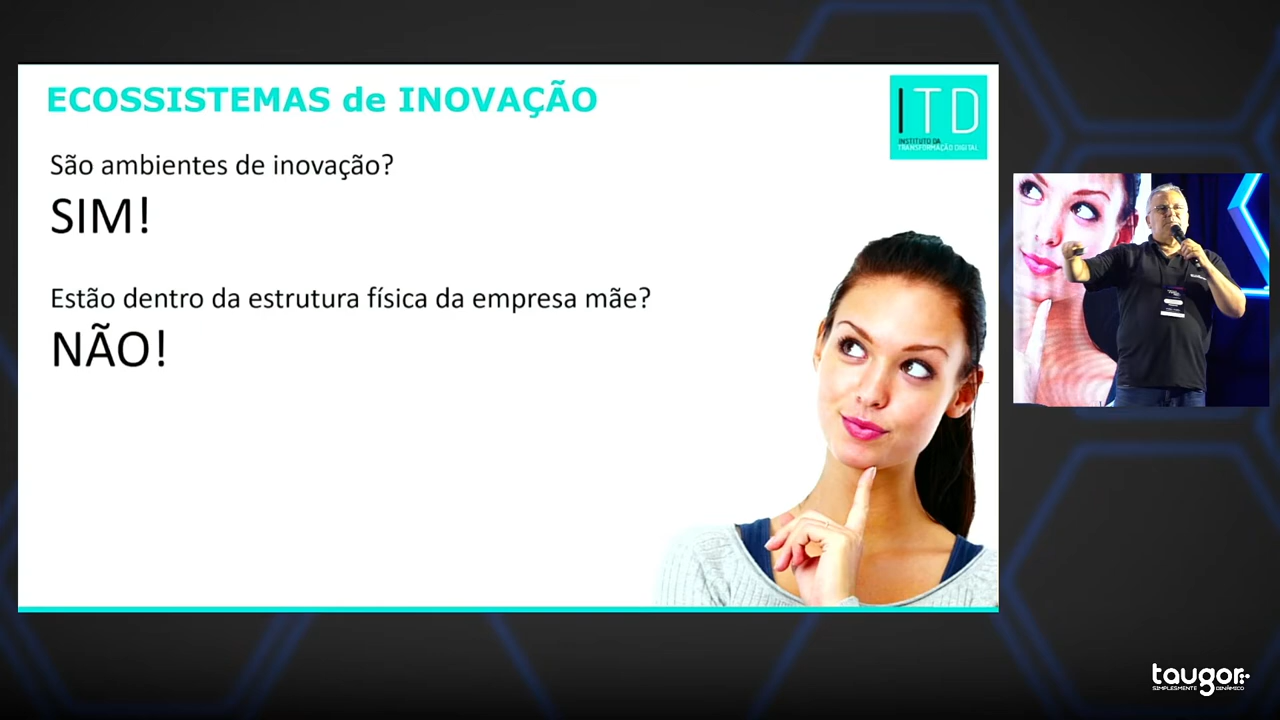 ECOSSISTEMAS de INOVAÇÃO
ITD
INSTITUTO DA
TRANSFORMAÇÃO DIGITAL
São ambientes de inovação?
SIM!
Estão dentro da estrutura física da empresa mãe?
NÃO!
taugor
SIMPLESMENTE DINÂMICO